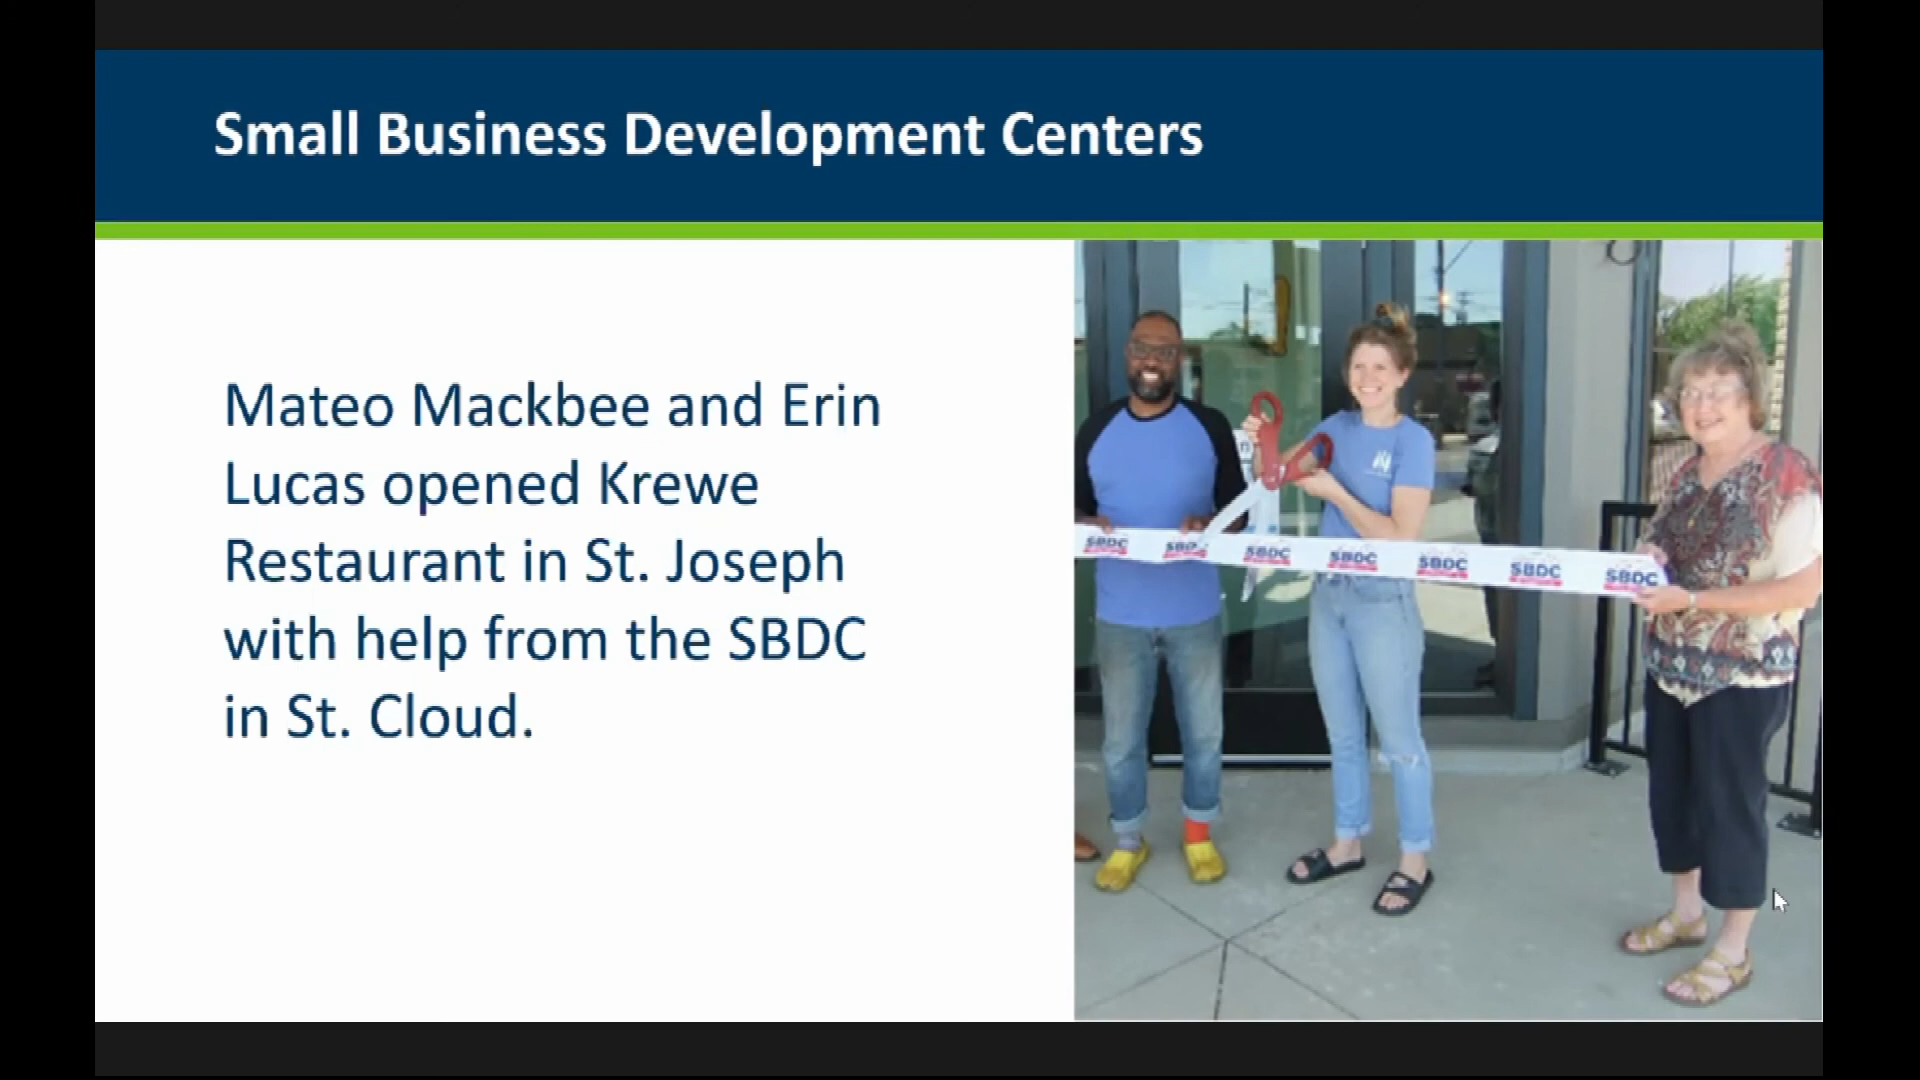 Small Business Development Centers
Mateo Mackbee and Erin
Lucas opened Krewe
Restaurant in St. Joseph
with help from the SBDC
in St. Cloud.
SBDC SBDC SBDC SBDC SBDC SBDC SBDC